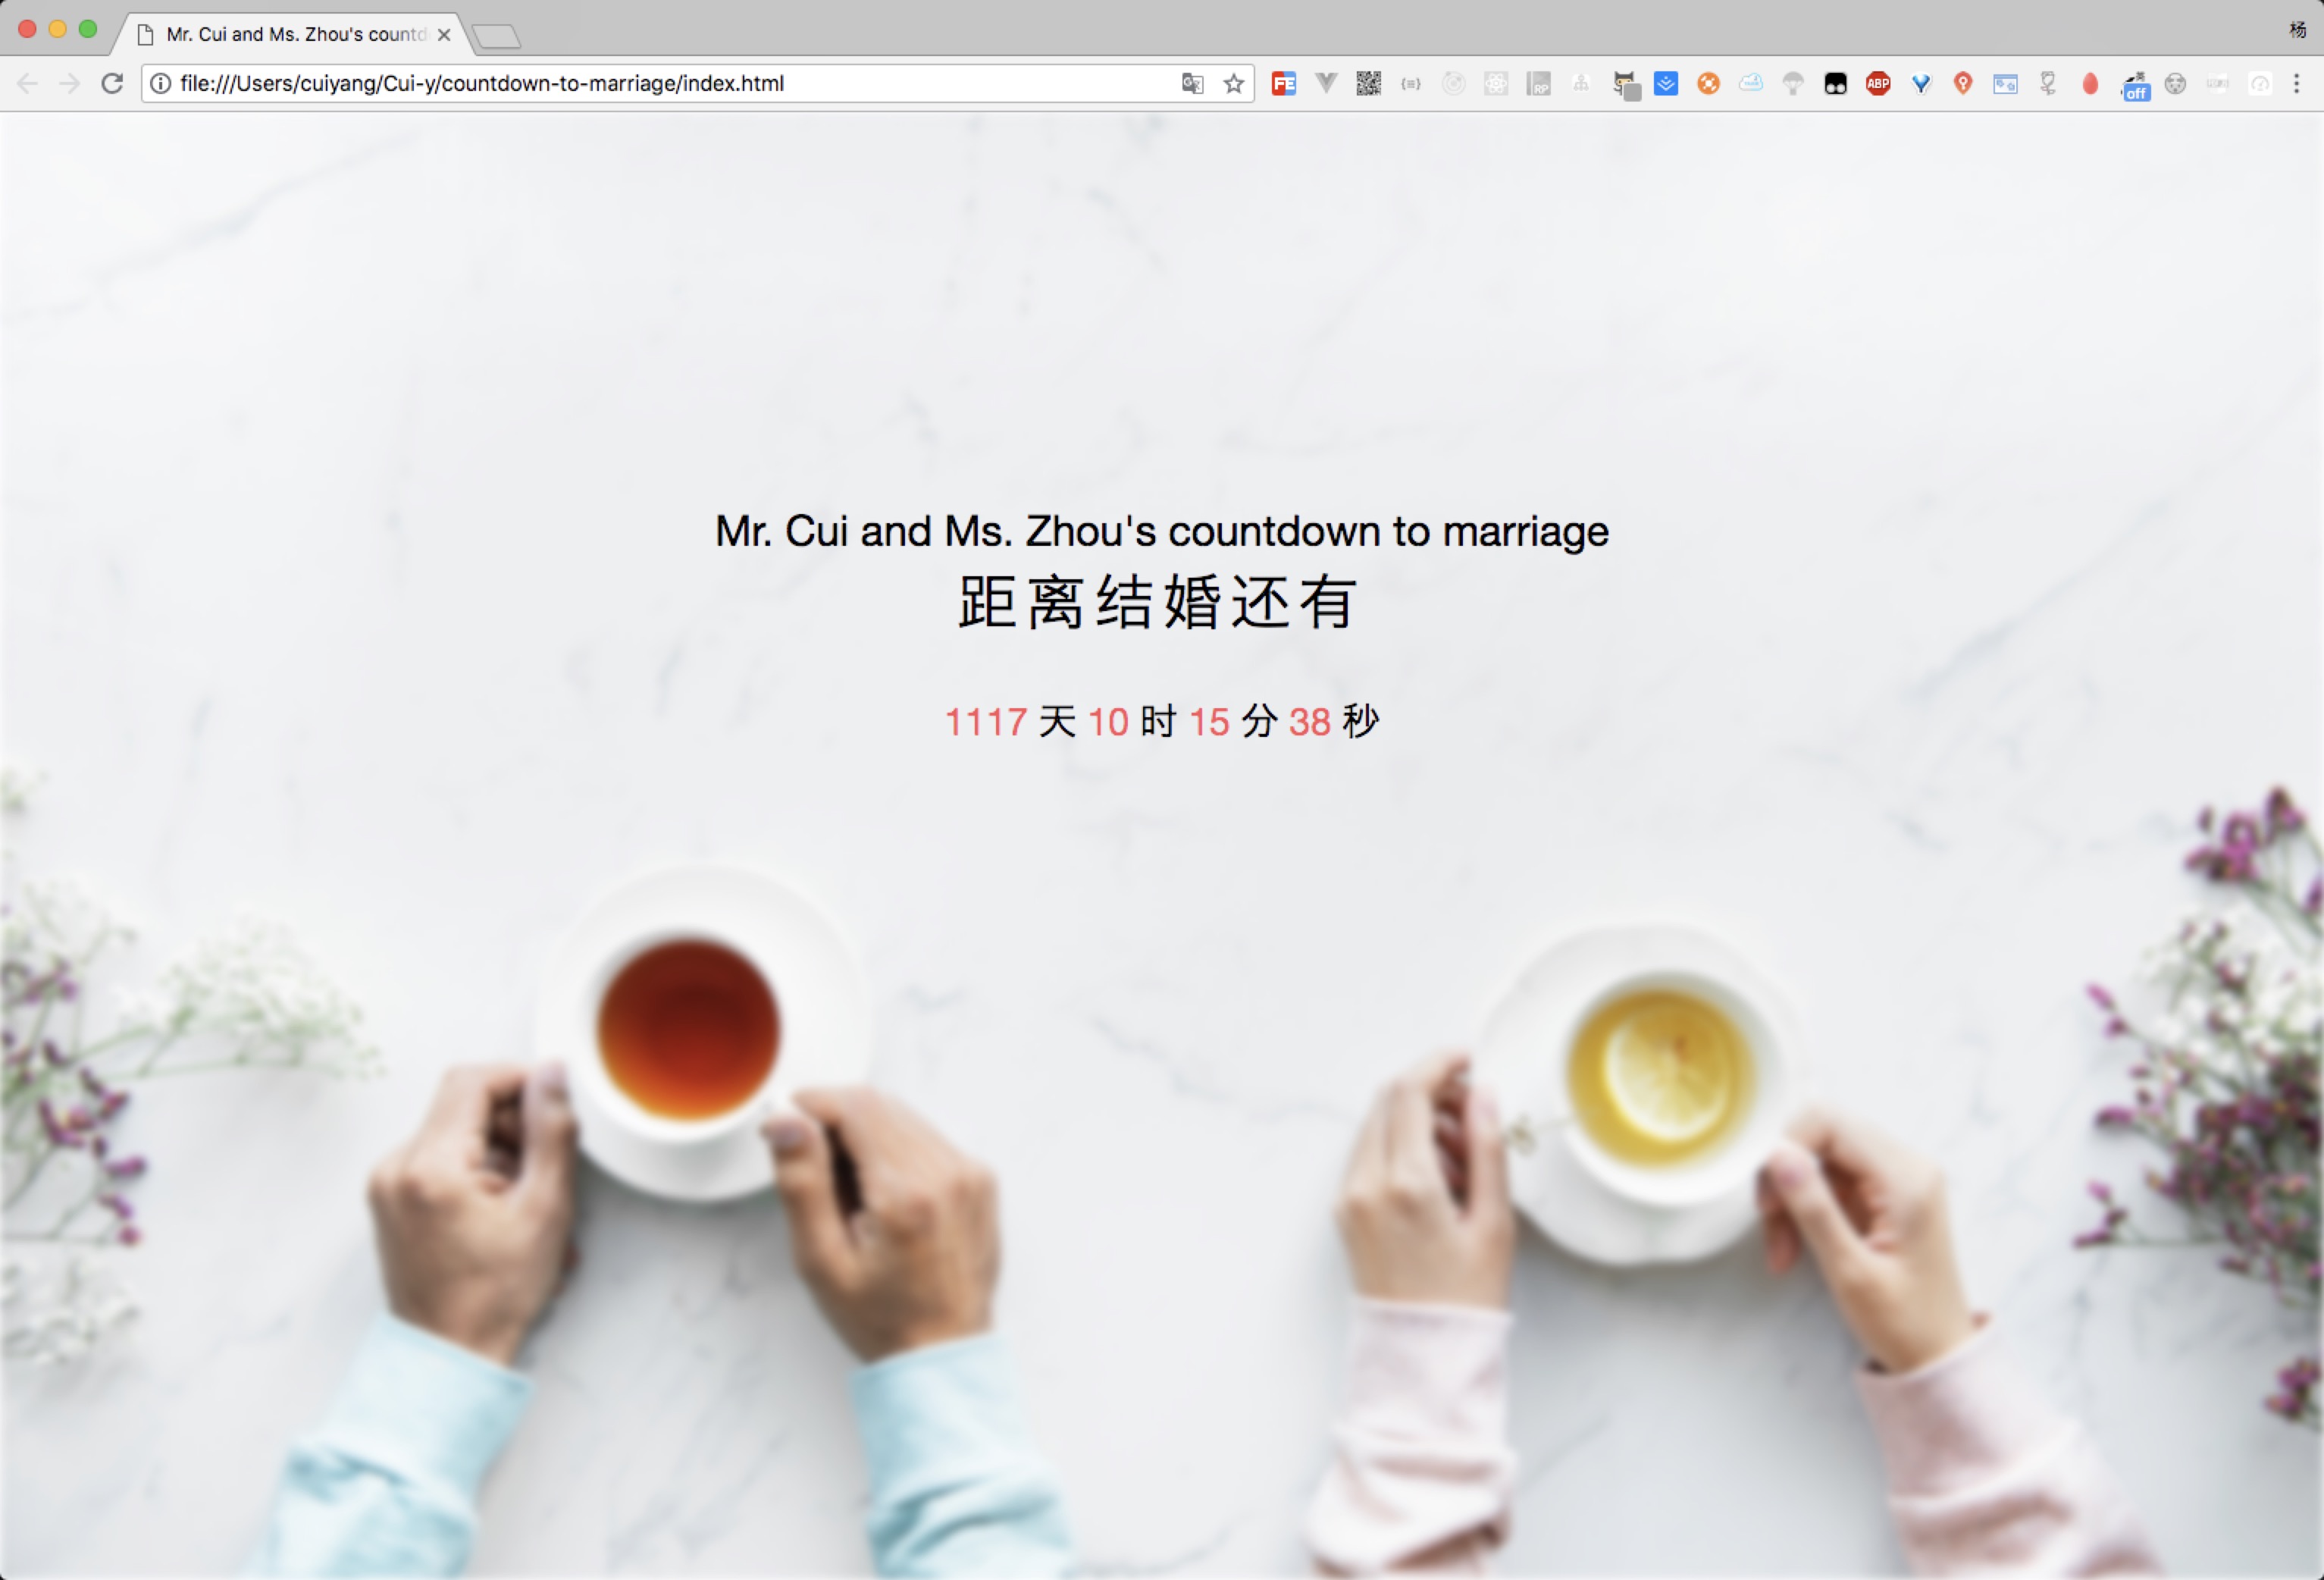 Mr. Cui and Ms. Zhou's countd
杨
file:///Users/cuiyang/Cui-y/countdown-to-marriage/index.html
FE
RP
ABP
英
off
Mr. Cui and Ms. Zhou's countdown to marriage
距离结婚还有
1117 天 10 时 15 分 38 秒